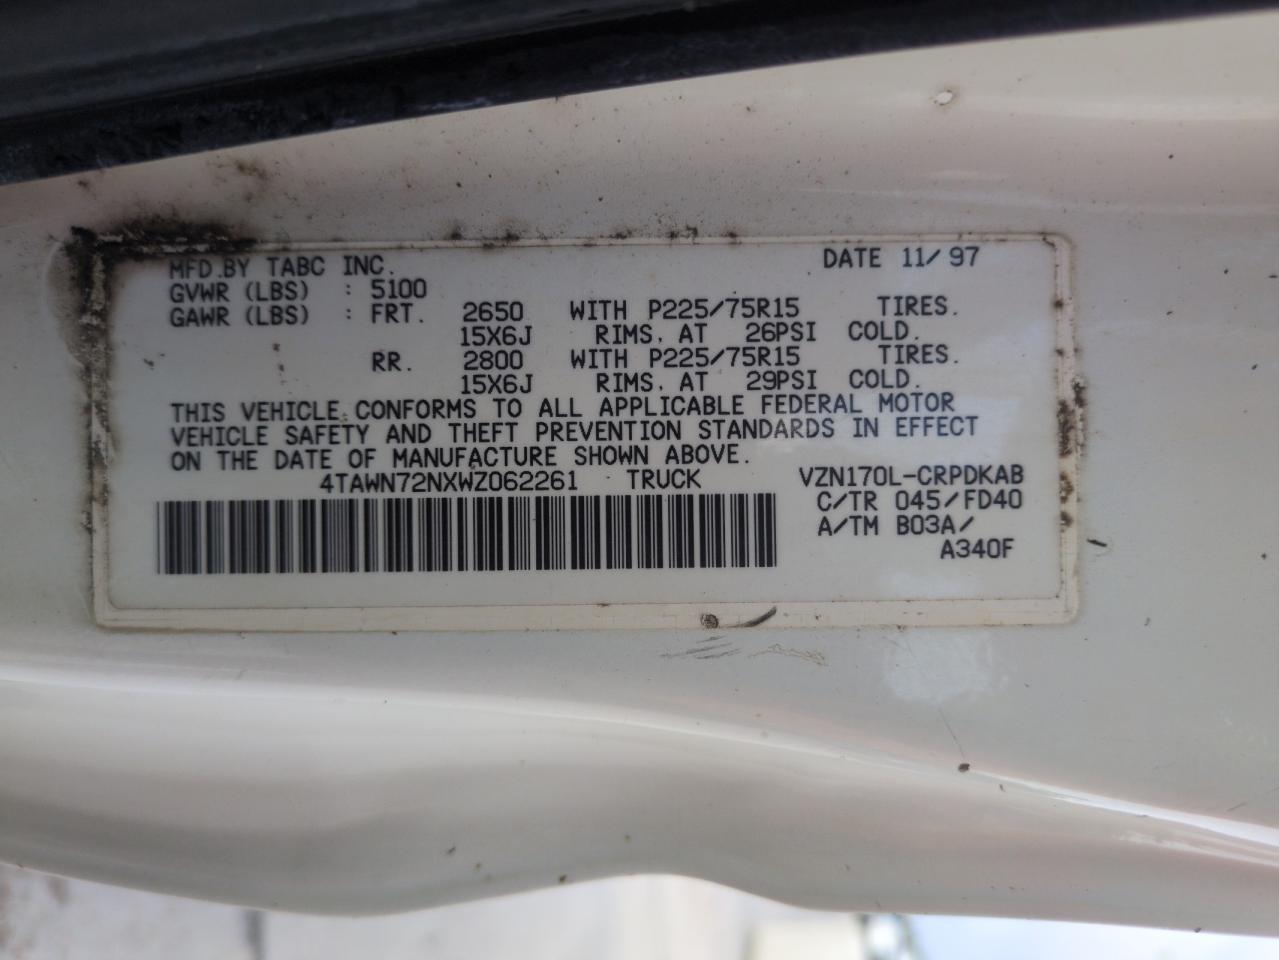 MFD.BY TABC INC. DATE 11/97
GVWR (LBS) : 5100
GAWR (LBS) : FRT. 2650 WITH P225/75R15 TIRES.
15X6J RIMS, AT 26PSI COLD.
RR. 2800 WITH P225/75R15 TIRES.
15X6J RIMS, AT 29PSI COLD.
THIS VEHICLE CONFORMS TO ALL APPLICABLE FEDERAL MOTOR
VEHICLE SAFETY AND THEFT PREVENTION STANDARDS IN EFFECT
ON THE DATE OF MANUFACTURE SHOWN ABOVE.
4TAWN72NXWZ062261 TRUCK VZN170L-CRPDKAB
C/TR 045/FD40
A/TM B03A/
A340F